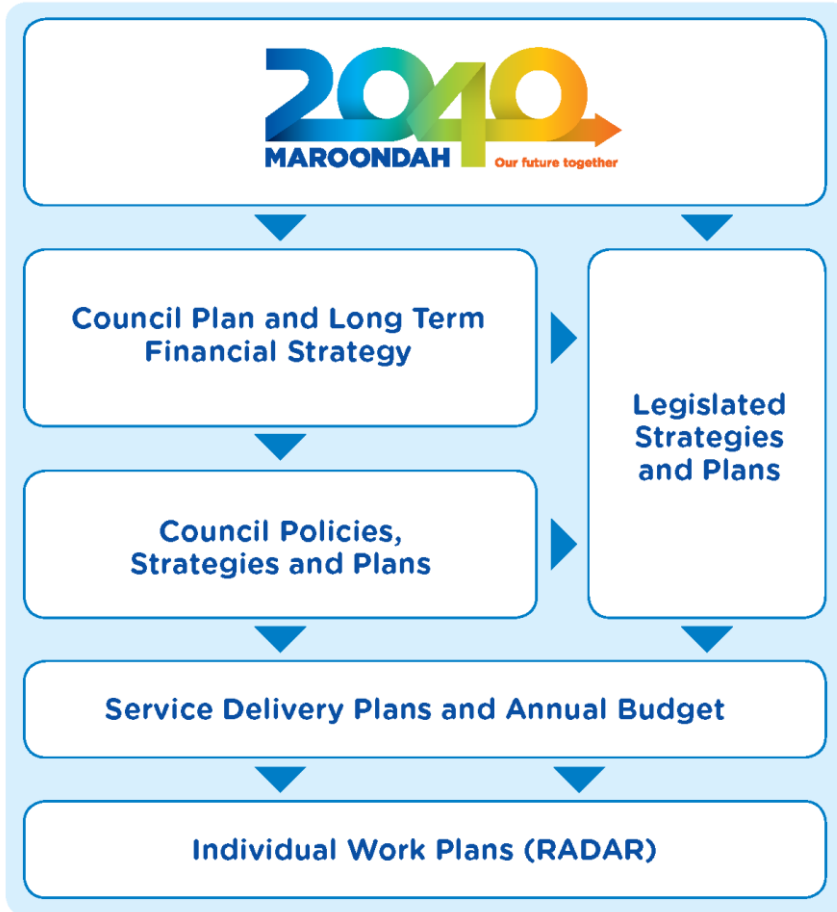 2040
MAROONDAH Our future together
Council Plan and Long Term
Financial Strategy
Legislated
Strategies
and Plans
Council Policies,
Strategies and Plans
Service Delivery Plans and Annual Budget
Individual Work Plans (RADAR)